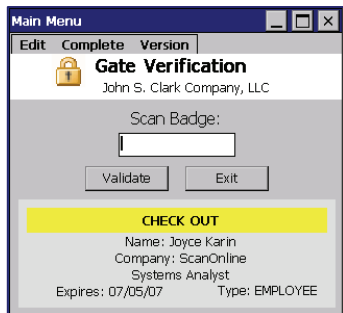 Main Menu
Edit Complete Version
Gate Verification
John S. Clark Company, LLC
Scan Badge:
Validate Exit
CHECK OUT
Name: Joyce Karin
Company: ScanOnline
Systems Analyst
Expires: 07/05/07 Type: EMPLOYEE